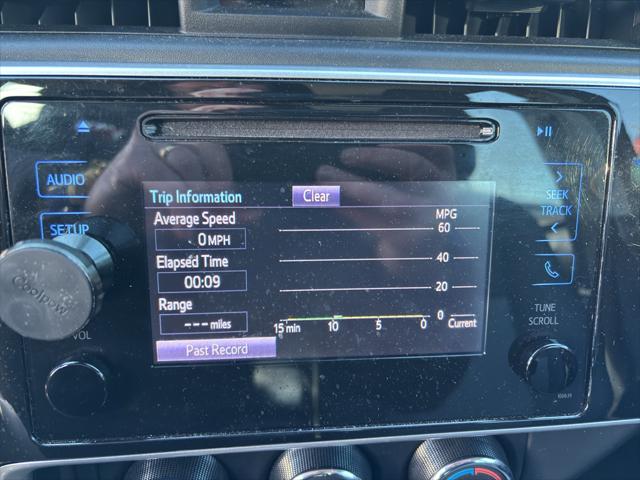 AUDIO
SETUP
VOL
Coolpow
Trip Information
Clear
Average Speed
0 MPH
Elapsed Time
00:09
Range
--- miles
Past Record
MPG
60
40
20
0
15 min 10 5 0 Current
SEEK
TRACK
TUNE
SCROLL